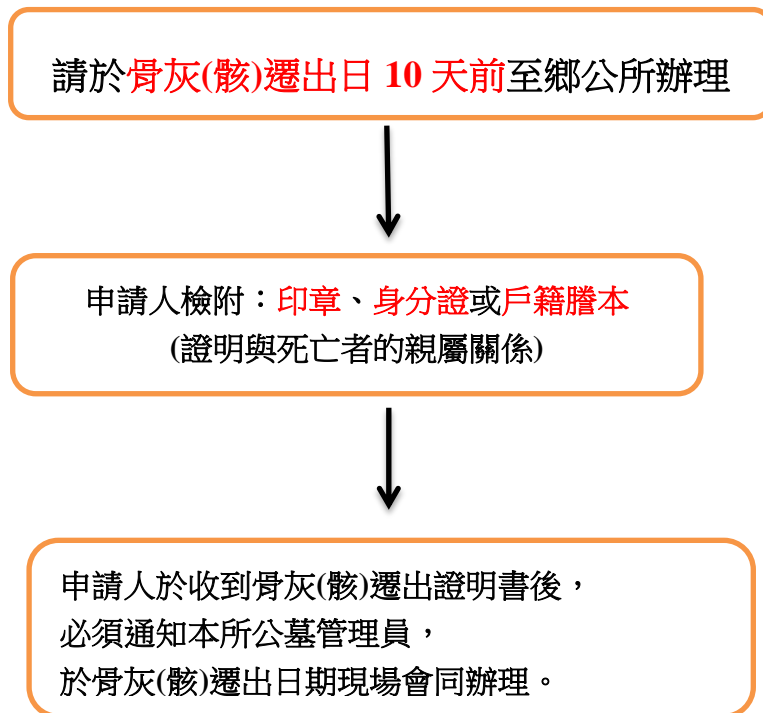 請於骨灰(骸)遷出日 10 天前至鄉公所辦理
申請人檢附：印章、身分證或戶籍謄本
(證明與死亡者的親屬關係)
申請人於收到骨灰(骸)遷出證明書後，
必須通知本所公墓管理員，
於骨灰(骸)遷出日期現場會同辦理。